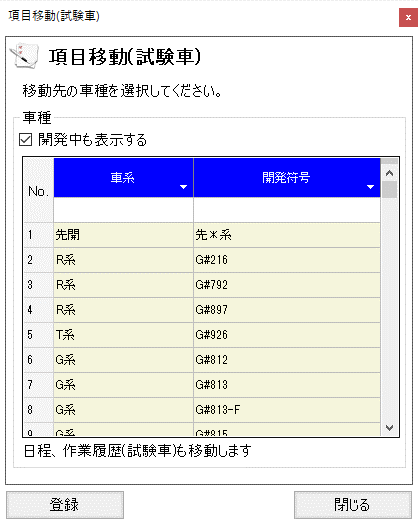 項目移動(試験車)
項目移動(試験車)
移動先の車種を選択してください。
車種
開発中も表示する
No. 車系 開発符号
1 先開 先＊系
2 R系 G#216
3 R系 G#792
4 R系 G#897
5 T系 G#926
6 G系 G#812
7 G系 G#813
8 G系 G#813-F
9 G系 G#815
日程、作業履歴(試験車)も移動します
登録 閉じる